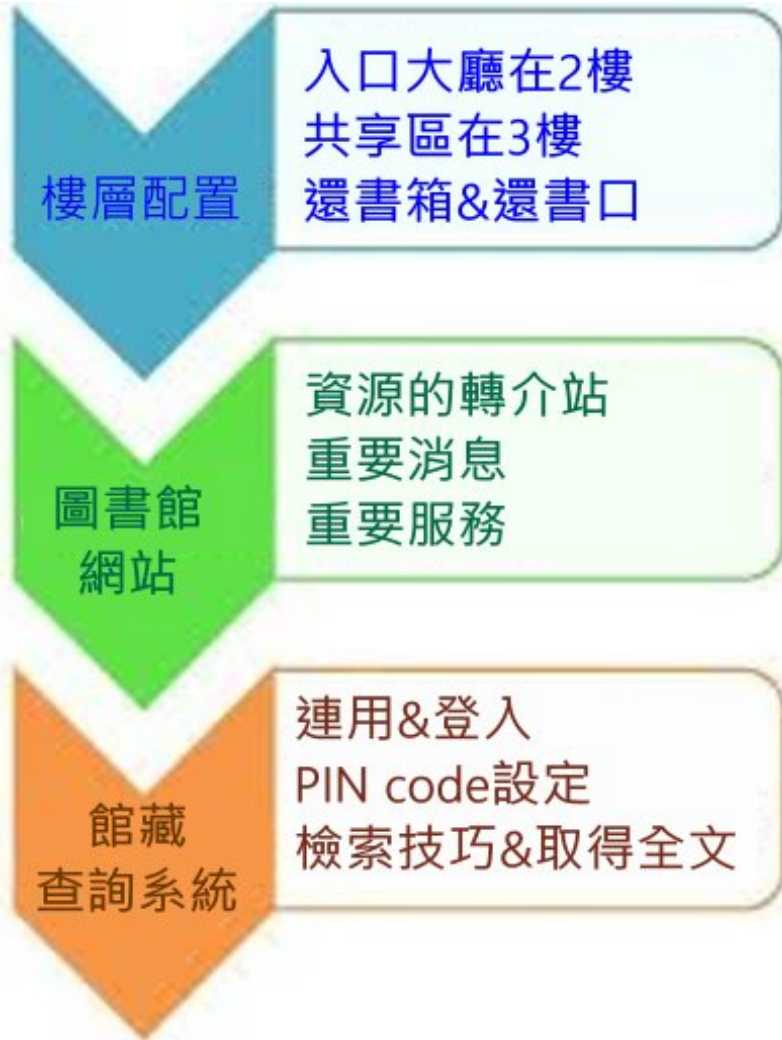 樓層配置
入口大廳在2樓
共享區在3樓
還書箱&還書口
圖書館
網站
資源的轉介站
重要消息
重要服務
館藏
查詢系統
連用&登入
PIN code設定
檢索技巧&取得全文